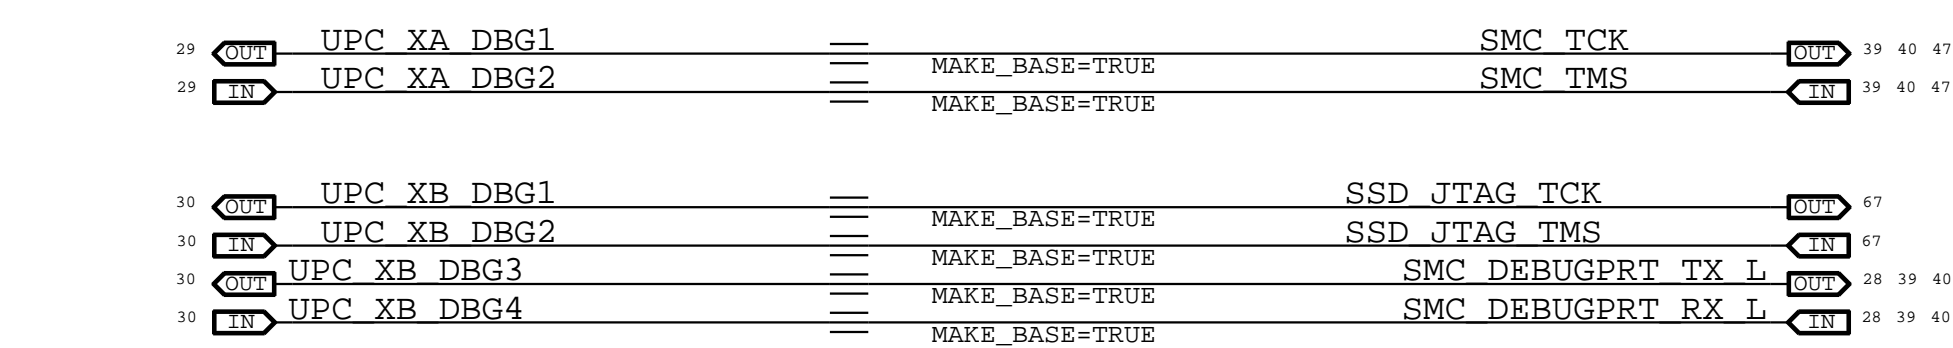 29 OUT UPC_XA_DBG1 SMC_TCK OUT 39 40 47
MAKE_BASE=TRUE
29 IN UPC_XA_DBG2 SMC_TMS IN 39 40 47
MAKE_BASE=TRUE
30 OUT UPC_XB_DBG1 SSD_JTAG_TCK OUT 67
MAKE_BASE=TRUE
30 IN UPC_XB_DBG2 SSD_JTAG_TMS IN 67
MAKE_BASE=TRUE
30 OUT UPC_XB_DBG3 SMC_DEBUGPRT_TX_L OUT 28 39 40
MAKE_BASE=TRUE
30 IN UPC_XB_DBG4 SMC_DEBUGPRT_RX_L IN 28 39 40
MAKE_BASE=TRUE